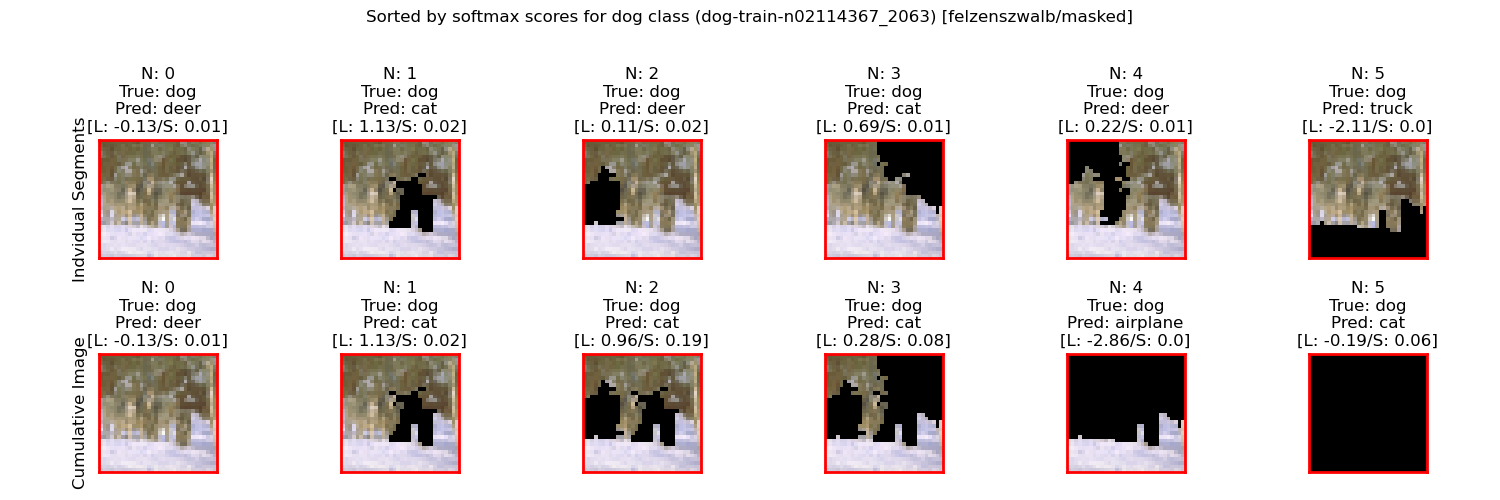 Sorted by softmax scores for dog class (dog-train-n02114367_2063) [felzenszwalb/masked]
Indvidual Segments
N: 0
True: dog
Pred: deer
[L: -0.13/S: 0.01]
N: 1
True: dog
Pred: cat
[L: 1.13/S: 0.02]
N: 2
True: dog
Pred: deer
[L: 0.11/S: 0.02]
N: 3
True: dog
Pred: cat
[L: 0.69/S: 0.01]
N: 4
True: dog
Pred: deer
[L: 0.22/S: 0.01]
N: 5
True: dog
Pred: truck
[L: -2.11/S: 0.0]
Cumulative Image
N: 0
True: dog
Pred: deer
[L: -0.13/S: 0.01]
N: 1
True: dog
Pred: cat
[L: 1.13/S: 0.02]
N: 2
True: dog
Pred: cat
[L: 0.96/S: 0.19]
N: 3
True: dog
Pred: cat
[L: 0.28/S: 0.08]
N: 4
True: dog
Pred: airplane
[L: -2.86/S: 0.0]
N: 5
True: dog
Pred: cat
[L: -0.19/S: 0.06]